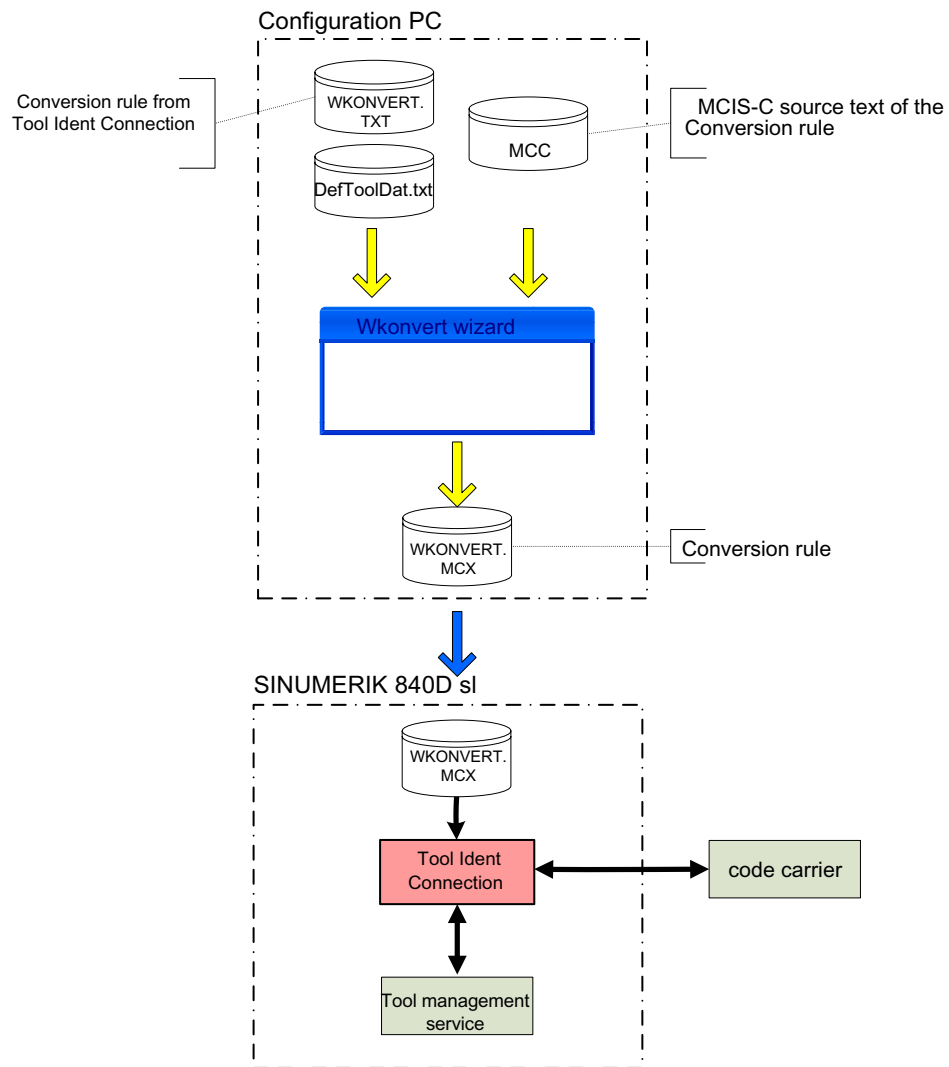 Configuration PC
Conversion rule from
Tool Ident Connection
WKONVERT.
TXT
DefToolDat.txt
MCC
MCIS-C source text of the
Conversion rule
Wkonvert wizard
WKONVERT.
MCX
Conversion rule
SINUMERIK 840D sl
WKONVERT.
MCX
Tool Ident
Connection
code carrier
Tool management
service